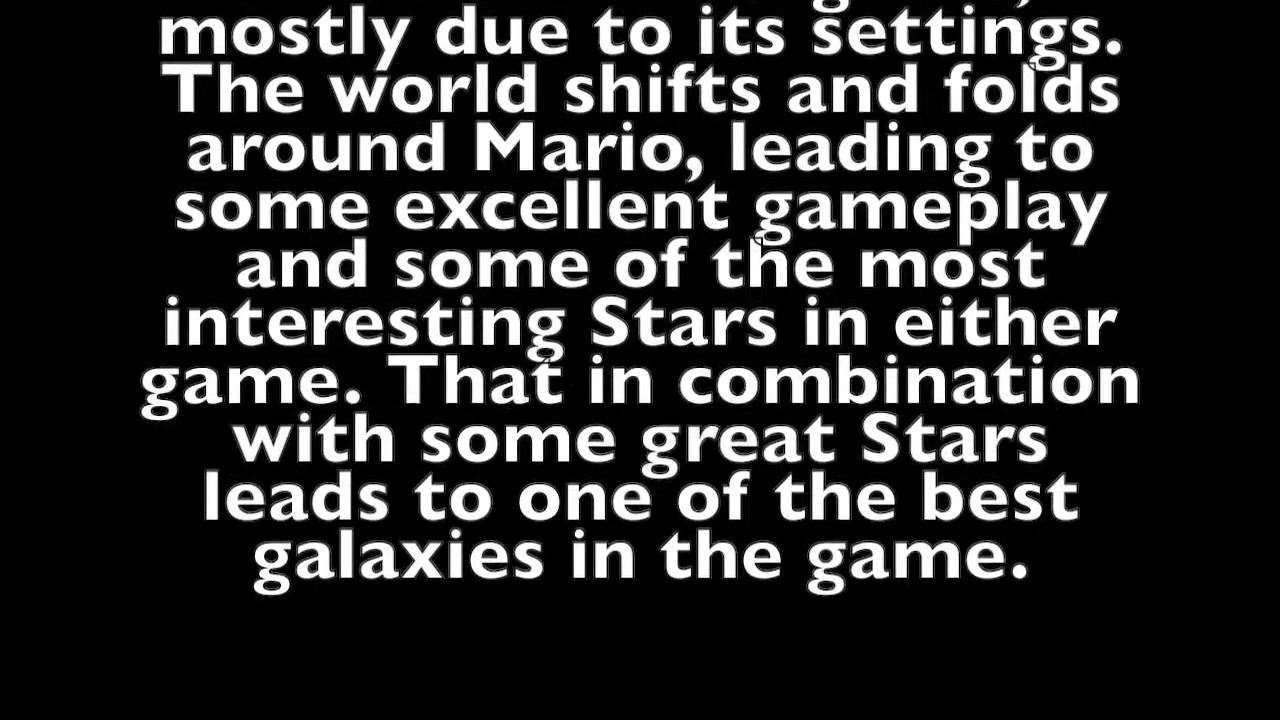 mostly due to its settings.
The world shifts and folds
around Mario, leading to
some excellent gameplay
and some of the most
interesting Stars in either
game. That in combination
with some great Stars
leads to one of the best
galaxies in the game.